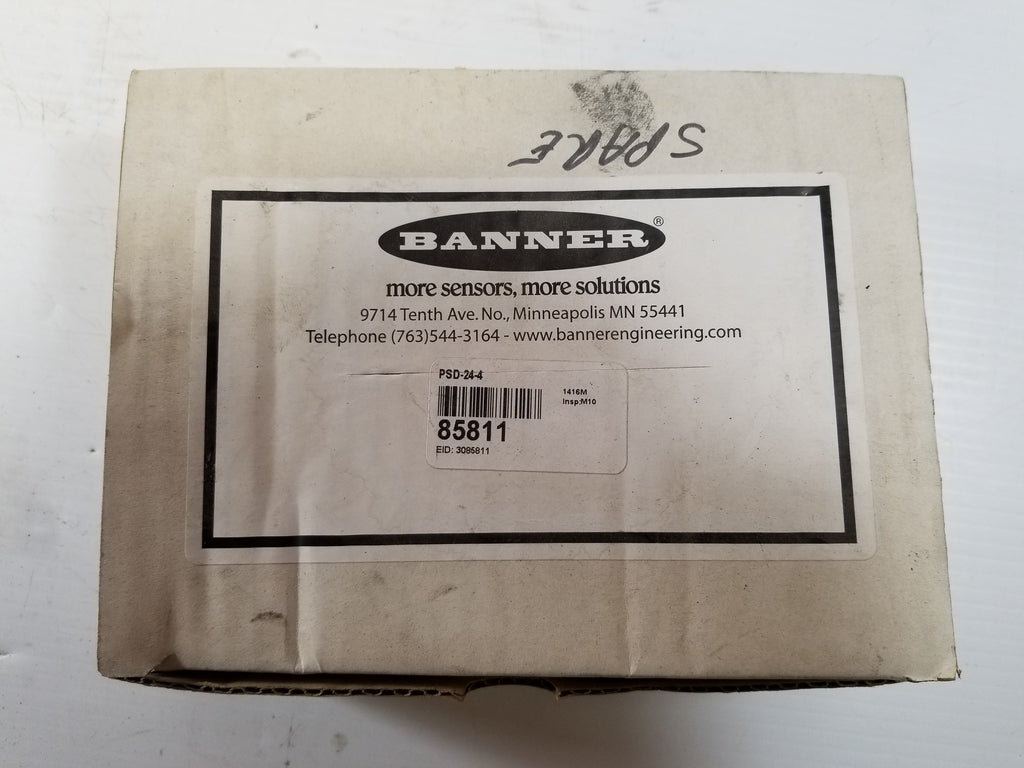 SPARE
BANNER®
more sensors, more solutions
9714 Tenth Ave. No., Minneapolis MN 55441
Telephone (763)544-3164 - www.bannerengineering.com
PSD-24-4
1416M
Insp:M10
85811
EID: 3085811